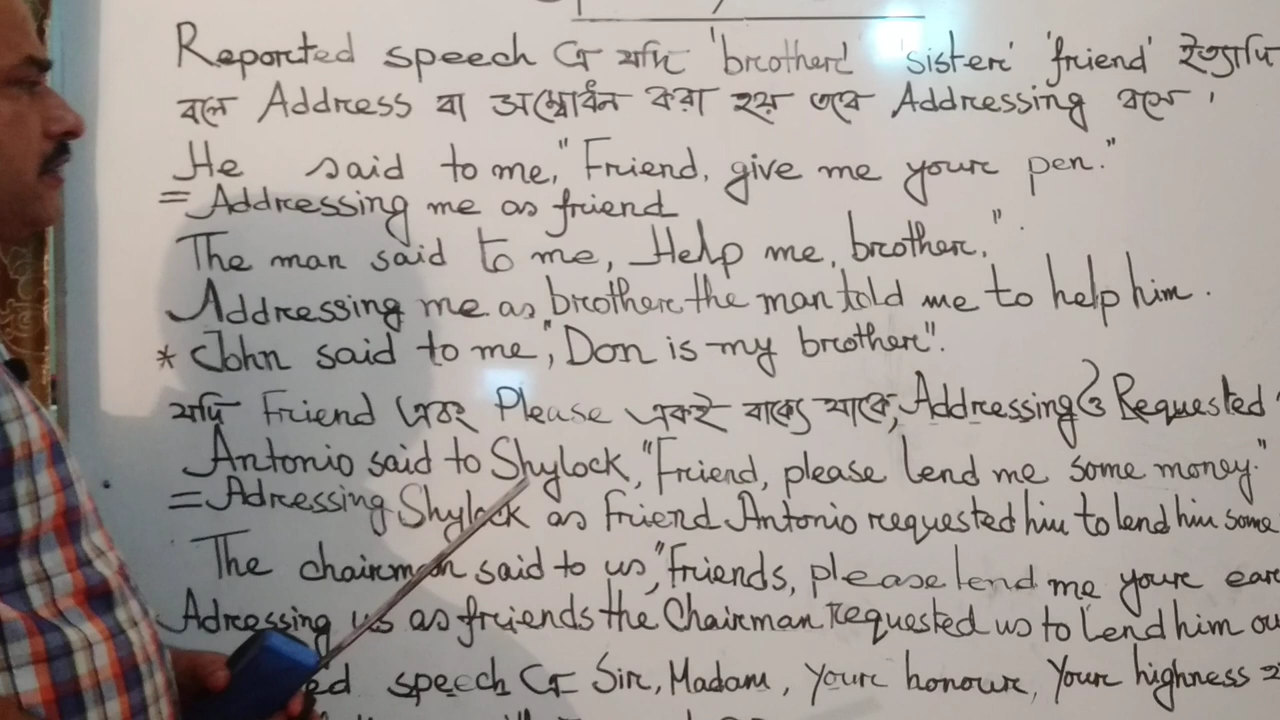 Reported speech এ যদি 'brother' 'sister' 'friend' ইত্যাদি
বলে Address বা অম্বোর্ধন করা হয় তবে Addressing বসে।
He said to me, "Friend, give me your pen."
= Addressing me as friend
The man said to me, Help me, brother."
Addressing me as brother the man told me to help him.
* John said to me, "Don is my brother".
যদি Friend এবং Please একই বাক্যে থাকে, Addressing ও Requested
Antonio said to Shylock, "Friend, please lend me some money."
= Adressing Shylock as friend Antonio requested him to lend him some
The chairman said to us, "friends, please lend me your ear
Adressing us as friends the Chairman requested us to lend him ou
ed speech এ Sir, Madam, Your honour, Your highness